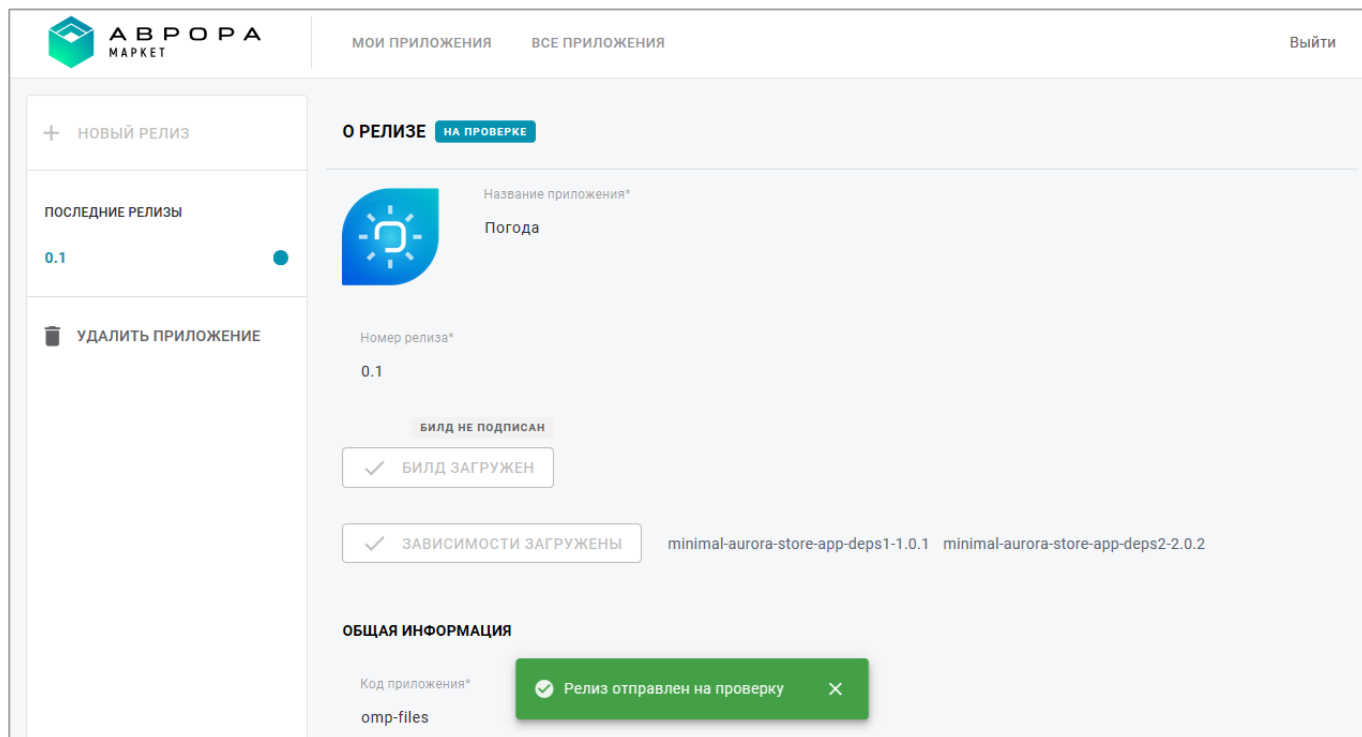 АВРОРА
МАРКЕТ
МОИ ПРИЛОЖЕНИЯ
ВСЕ ПРИЛОЖЕНИЯ
Выйти
НОВЫЙ РЕЛИЗ
О РЕЛИЗЕ
НА ПРОВЕРКЕ
ПОСЛЕДНИЕ РЕЛИЗЫ
0.1
УДАЛИТЬ ПРИЛОЖЕНИЕ
Название приложения*
Погода
Номер релиза*
0.1
БИЛД НЕ ПОДПИСАН
БИЛД ЗАГРУЖЕН
ЗАВИСИМОСТИ ЗАГРУЖЕНЫ
minimal-aurora-store-app-deps1-1.0.1 minimal-aurora-store-app-deps2-2.0.2
ОБЩАЯ ИНФОРМАЦИЯ
Код приложения*
omp-files
Релиз отправлен на проверку